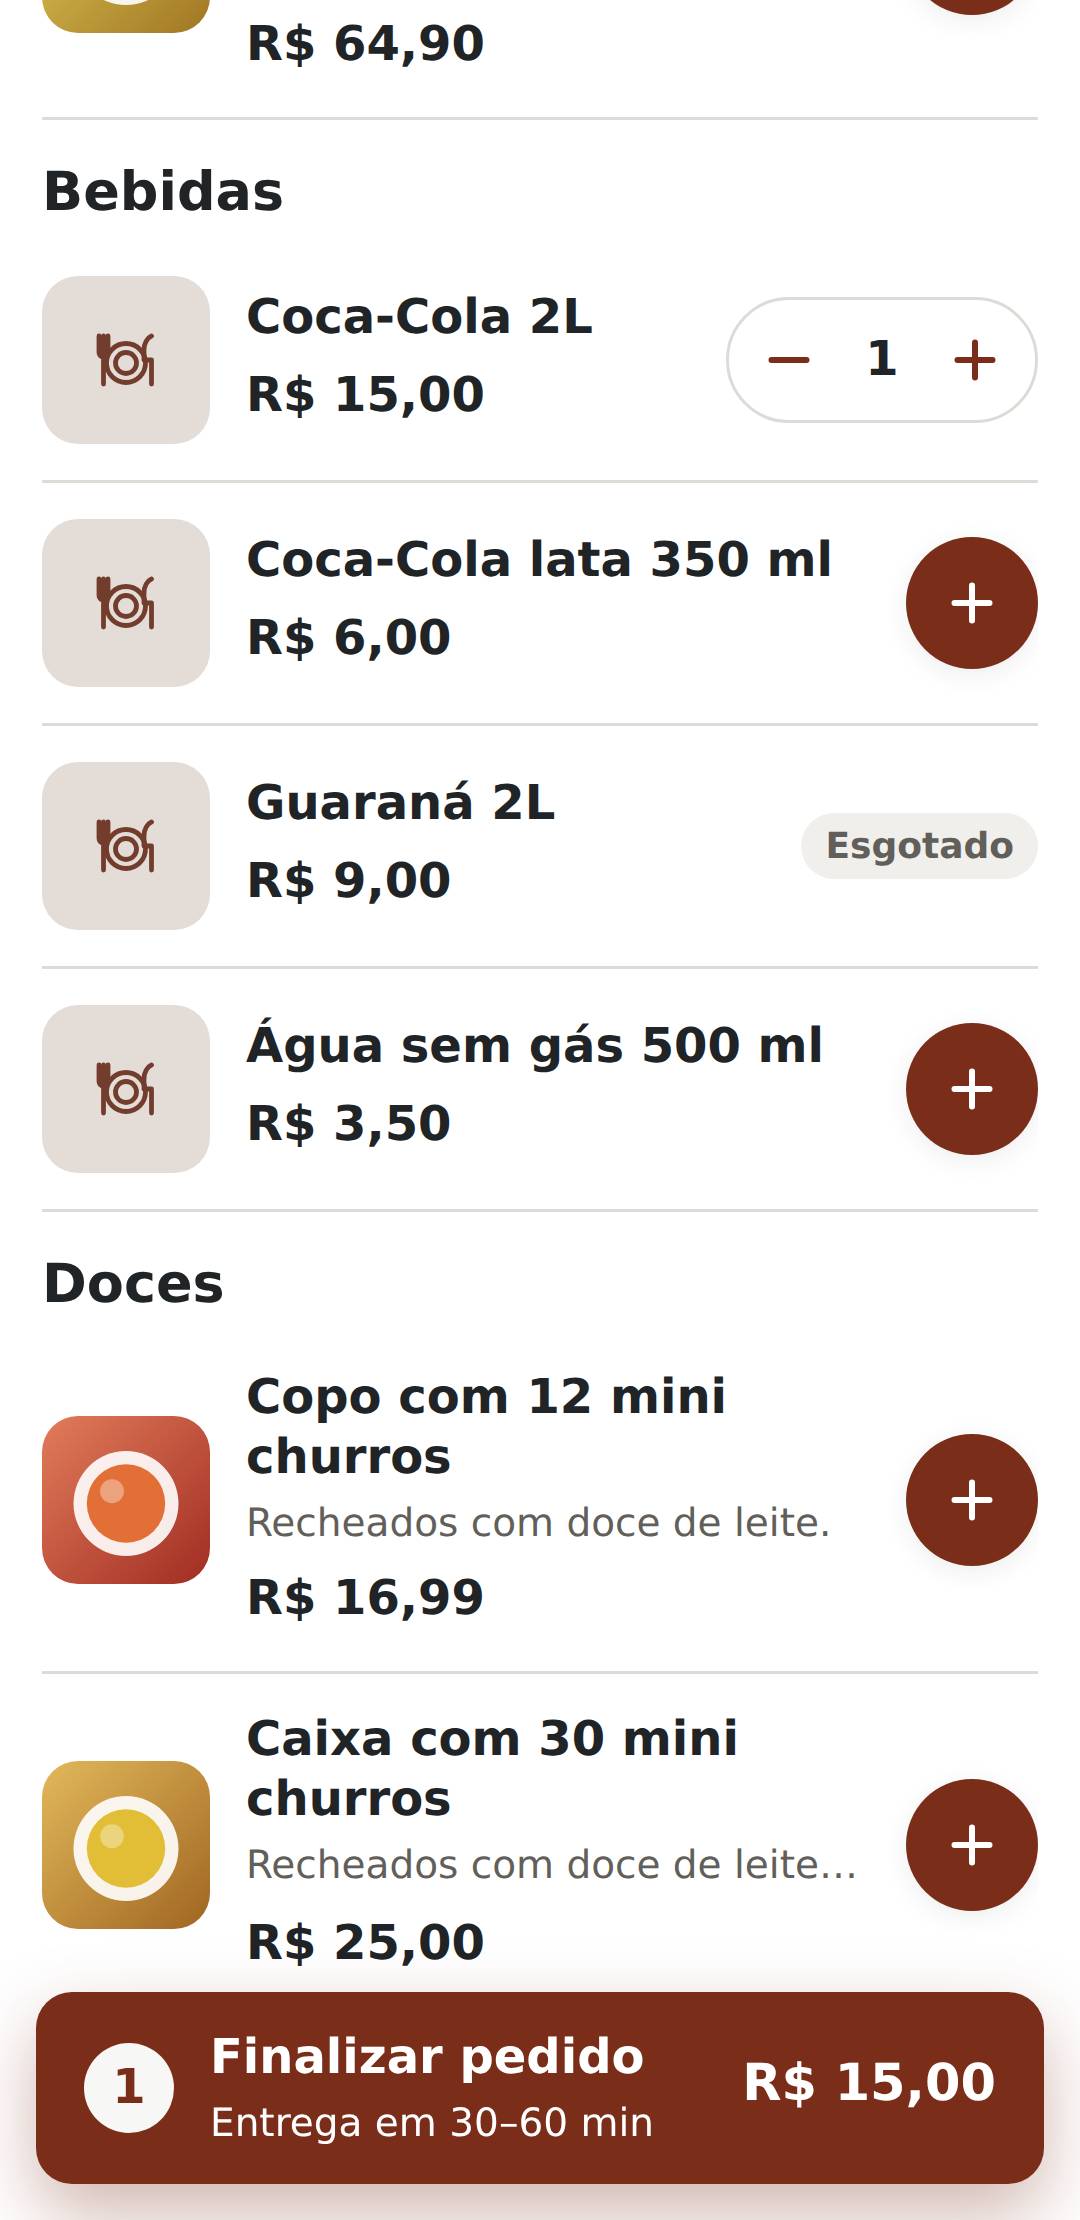 R$ 64,90
Bebidas
Coca-Cola 2L
R$ 15,00
1
Coca-Cola lata 350 ml
R$ 6,00
Guaraná 2L
R$ 9,00
Esgotado
Água sem gás 500 ml
R$ 3,50
Doces
Copo com 12 mini
churros
Recheados com doce de leite.
R$ 16,99
Caixa com 30 mini
churros
Recheados com doce de leite…
R$ 25,00
1
Finalizar pedido
Entrega em 30–60 min
R$ 15,00